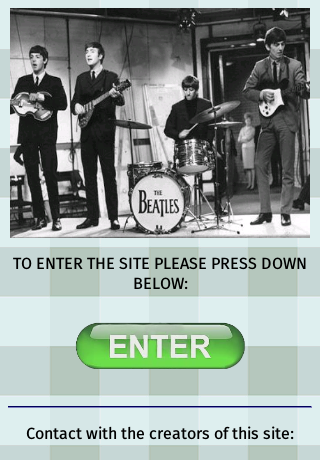 THE
BEATLES
TO ENTER THE SITE PLEASE PRESS DOWN
BELOW:
ENTER
Contact with the creators of this site: